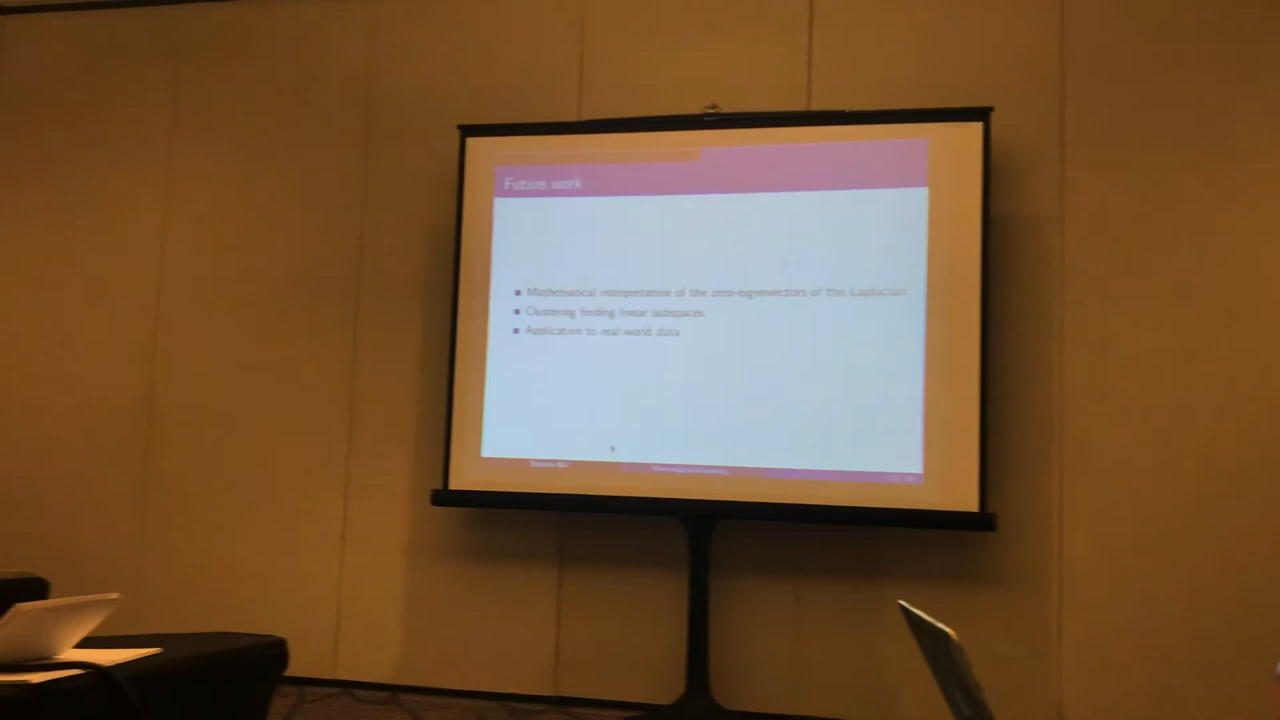 Future work
Mathematical interpretation of the zero-eigenvectors of the Laplacian
Clustering finding linear subspaces.
Application to real world data